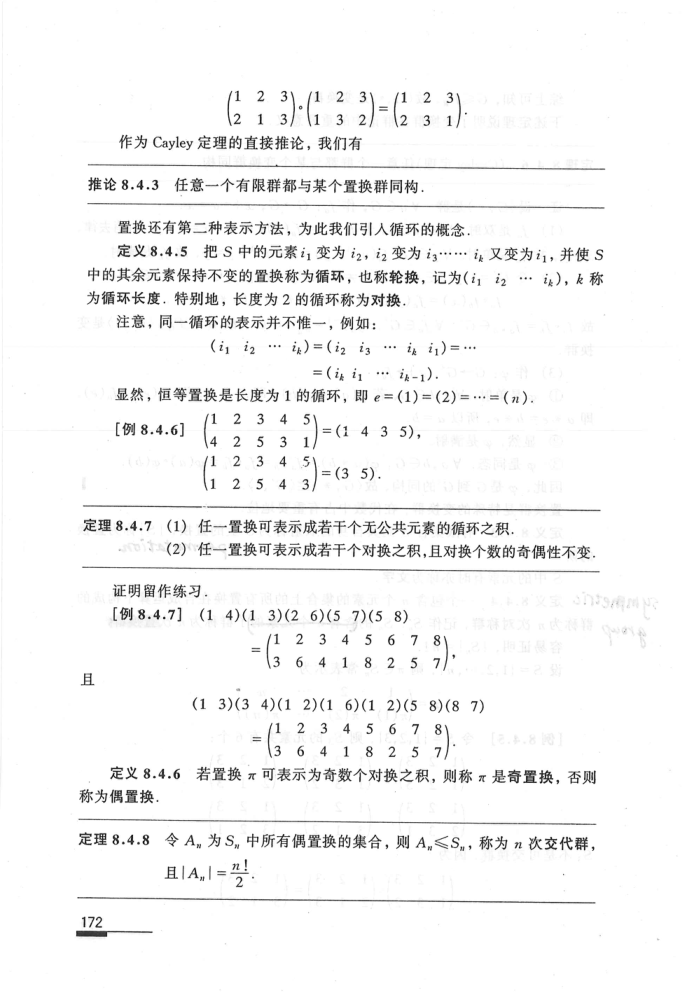 (1 2 3 / 2 1 3)∘(1 2 3 / 1 3 2)=(1 2 3 / 2 3 1).
作为 Cayley 定理的直接推论，我们有
推论 8.4.3 任意一个有限群都与某个置换群同构.
置换还有第二种表示方法，为此我们引入循环的概念.
定义 8.4.5 把 S 中的元素 i₁ 变为 i₂，i₂ 变为 i₃…… iₖ 又变为 i₁，并使 S
中的其余元素保持不变的置换称为循环，也称轮换，记为(i₁ i₂ … iₖ)，k 称
为循环长度. 特别地，长度为 2 的循环称为对换.
注意，同一循环的表示并不惟一，例如：
(i₁ i₂ … iₖ)=(i₂ i₃ … iₖ i₁)=…
=(iₖ i₁ … iₖ₋₁).
显然，恒等置换是长度为 1 的循环，即 e=(1)=(2)=…=(n).
[例 8.4.6] (1 2 3 4 5 / 4 2 5 3 1)=(1 4 3 5),
(1 2 3 4 5 / 1 2 5 4 3)=(3 5).
定理 8.4.7 (1) 任一置换可表示成若干个无公共元素的循环之积.
(2) 任一置换可表示成若干个对换之积,且对换个数的奇偶性不变.
证明留作练习.
[例 8.4.7] (1 4)(1 3)(2 6)(5 7)(5 8)
=(1 2 3 4 5 6 7 8 / 3 6 4 1 8 2 5 7),
且
(1 3)(3 4)(1 2)(1 6)(1 2)(5 8)(8 7)
=(1 2 3 4 5 6 7 8 / 3 6 4 1 8 2 5 7).
定义 8.4.6 若置换 π 可表示为奇数个对换之积，则称 π 是奇置换，否则
称为偶置换.
定理 8.4.8 令 Aₙ 为 Sₙ 中所有偶置换的集合，则 Aₙ⩽Sₙ，称为 n 次交代群，
且|Aₙ|=n!/2.
172